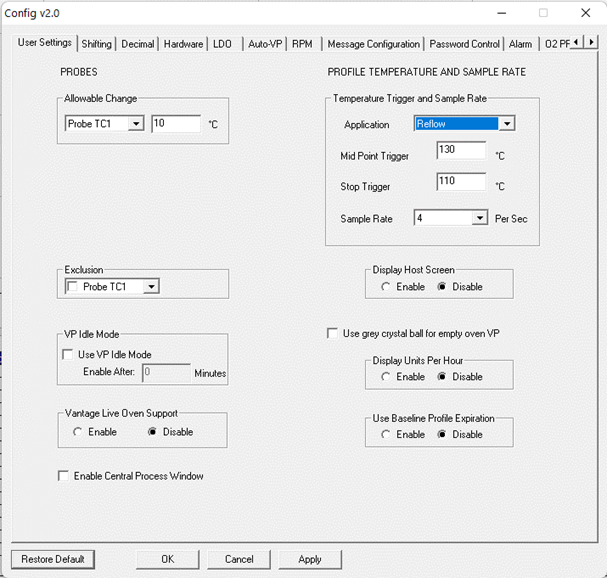 Config v2.0
User Settings Shifting Decimal Hardware LDO Auto-VP RPM Message Configuration Password Control Alarm O2 PF
PROBES
PROFILE TEMPERATURE AND SAMPLE RATE
Allowable Change
Probe TC1 10 °C
Temperature Trigger and Sample Rate
Application Reflow
Mid Point Trigger 130 °C
Stop Trigger 110 °C
Sample Rate 4 Per Sec
Exclusion
Probe TC1
Display Host Screen
Enable Disable
VP Idle Mode
Use VP Idle Mode
Enable After: 0 Minutes
Use grey crystal ball for empty oven VP
Display Units Per Hour
Enable Disable
Vantage Live Oven Support
Enable Disable
Use Baseline Profile Expiration
Enable Disable
Enable Central Process Window
Restore Default OK Cancel Apply